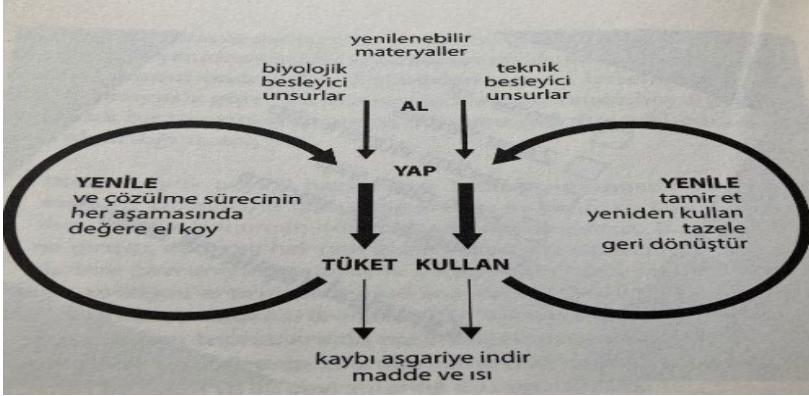 yenilenebilir
materyaller
biyolojik
besleyici
unsurlar
teknik
besleyici
unsurlar
AL
YAP
YENİLE
ve çözülme sürecinin
her aşamasında
değere el koy
YENİLE
tamir et
yeniden kullan
tazele
geri dönüştür
TÜKET KULLAN
kaybı asgariye indir
madde ve ısı